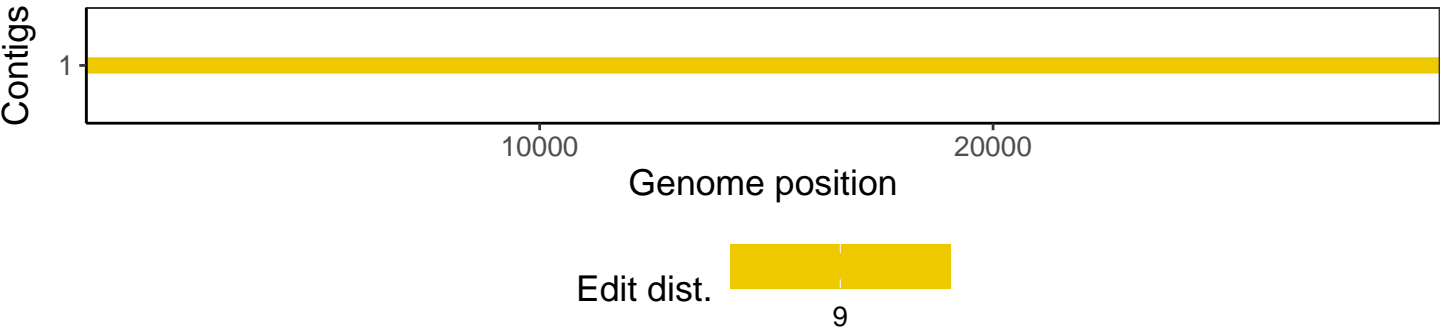 Contigs
1
10000
20000
Genome position
Edit dist.
9